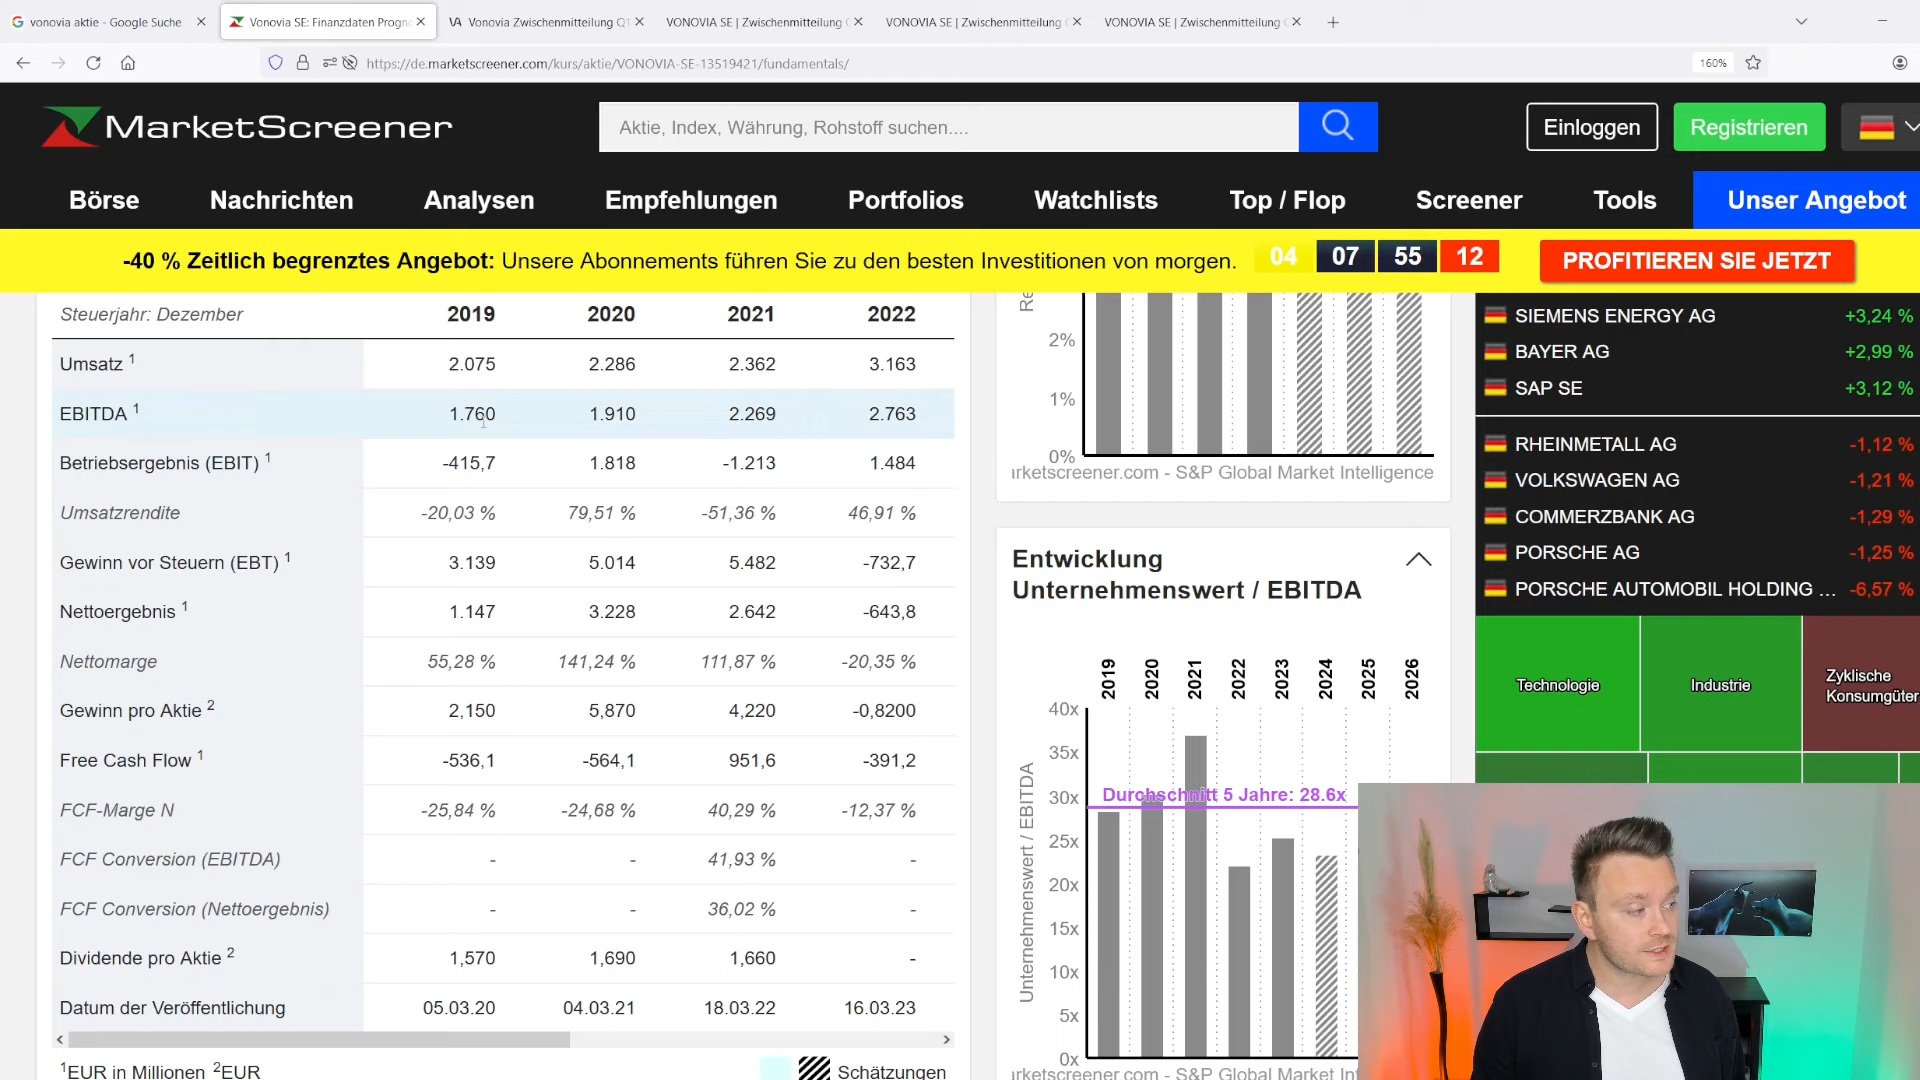 vonovia aktie - Google Suche
Vonovia SE: Finanzdaten Progn
Vonovia Zwischenmitteilung Q1
VONOVIA SE | Zwischenmitteilung
VONOVIA SE | Zwischenmitteilung
VONOVIA SE | Zwischenmitteilung
https://de.marketscreener.com/kurs/aktie/VONOVIA-SE-13519421/fundamentals/
160%
MarketScreener
Aktie, Index, Währung, Rohstoff suchen....
Einloggen
Registrieren
Börse Nachrichten Analysen Empfehlungen Portfolios Watchlists Top / Flop Screener Tools Unser Angebot
-40 % Zeitlich begrenztes Angebot: Unsere Abonnements führen Sie zu den besten Investitionen von morgen. 04 07 55 12 PROFITIEREN SIE JETZT
Steuerjahr: Dezember 2019 2020 2021 2022
Umsatz 1 2.075 2.286 2.362 3.163
EBITDA 1 1.760 1.910 2.269 2.763
Betriebsergebnis (EBIT) 1 -415,7 1.818 -1.213 1.484
Umsatzrendite -20,03 % 79,51 % -51,36 % 46,91 %
Gewinn vor Steuern (EBT) 1 3.139 5.014 5.482 -732,7
Nettoergebnis 1 1.147 3.228 2.642 -643,8
Nettomarge 55,28 % 141,24 % 111,87 % -20,35 %
Gewinn pro Aktie 2 2,150 5,870 4,220 -0,8200
Free Cash Flow 1 -536,1 -564,1 951,6 -391,2
FCF-Marge N -25,84 % -24,68 % 40,29 % -12,37 %
FCF Conversion (EBITDA) - - 41,93 % -
FCF Conversion (Nettoergebnis) - - 36,02 % -
Dividende pro Aktie 2 1,570 1,690 1,660 -
Datum der Veröffentlichung 05.03.20 04.03.21 18.03.22 16.03.23
1EUR in Millionen 2EUR
Schätzungen
Re
2%
1%
0%
arketscreener.com - S&P Global Market Intelligence
Entwicklung
Unternehmenswert / EBITDA
2019 2020 2021 2022 2023 2024 2025 2026
40x
35x
30x
25x
20x
15x
10x
5x
0x
Durchschnitt 5 Jahre: 28.6x
Unternehmenswert / EBITDA
arketscreener.com - S&P Global Market Int
SIEMENS ENERGY AG +3,24 %
BAYER AG +2,99 %
SAP SE +3,12 %
RHEINMETALL AG -1,12 %
VOLKSWAGEN AG -1,21 %
COMMERZBANK AG -1,29 %
PORSCHE AG -1,25 %
PORSCHE AUTOMOBIL HOLDING ... -6,57 %
Technologie
Industrie
Zyklische
Konsumgüter